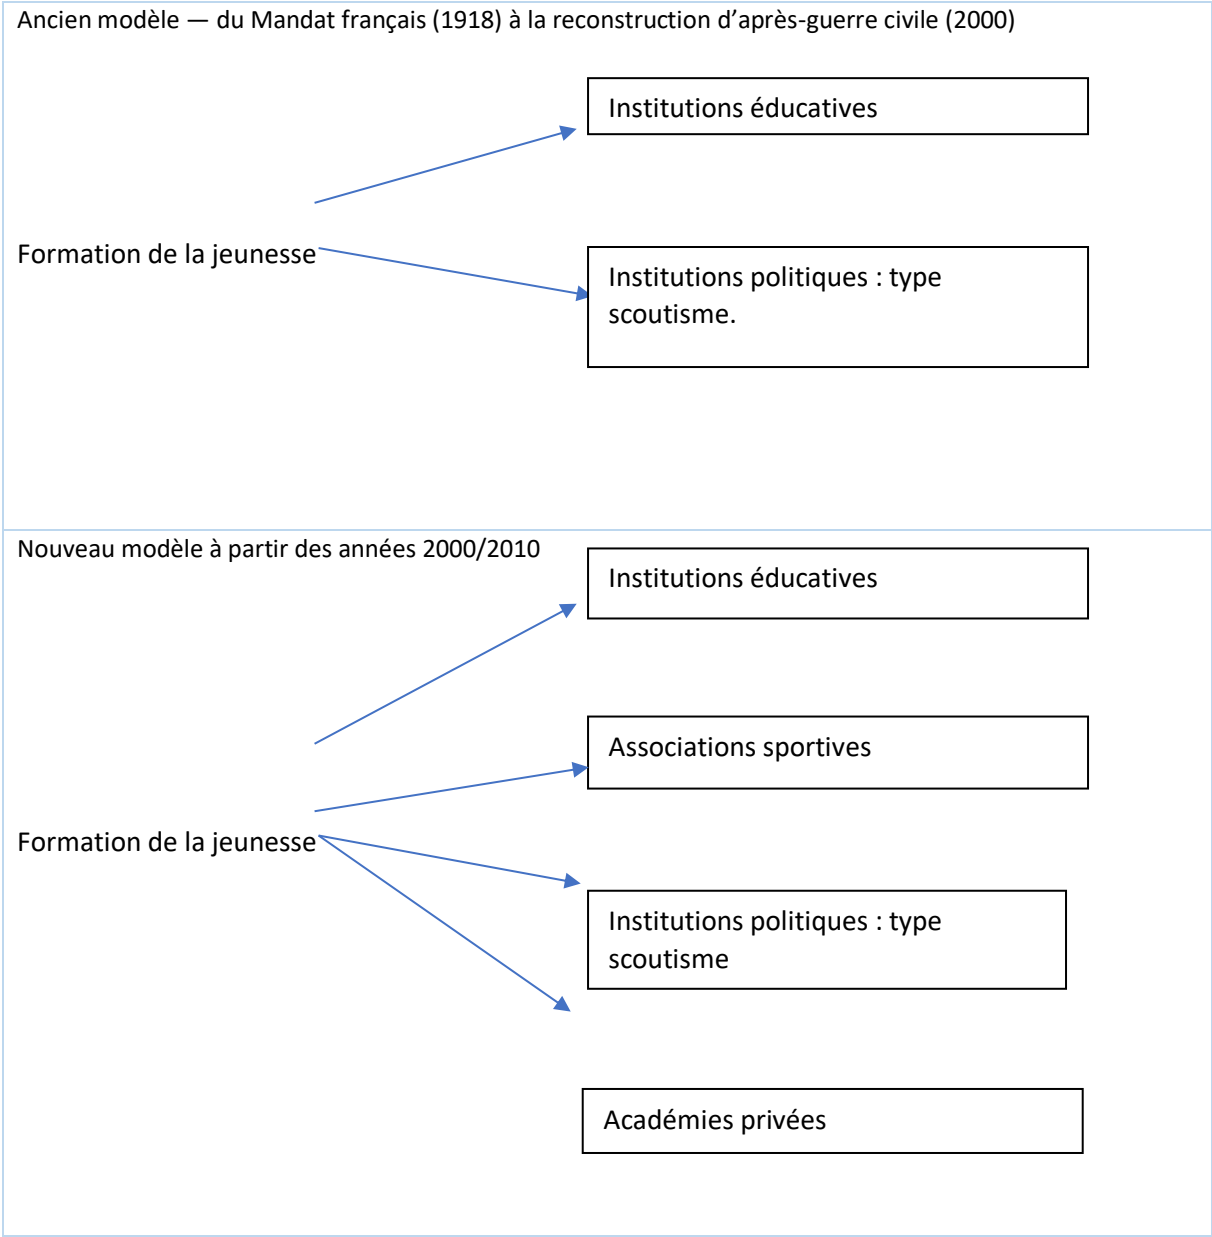 Ancien modèle — du Mandat français (1918) à la reconstruction d’après-guerre civile (2000)
Institutions éducatives
Formation de la jeunesse
Institutions politiques : type
scoutisme.
Nouveau modèle à partir des années 2000/2010
Institutions éducatives
Associations sportives
Formation de la jeunesse
Institutions politiques : type
scoutisme
Académies privées